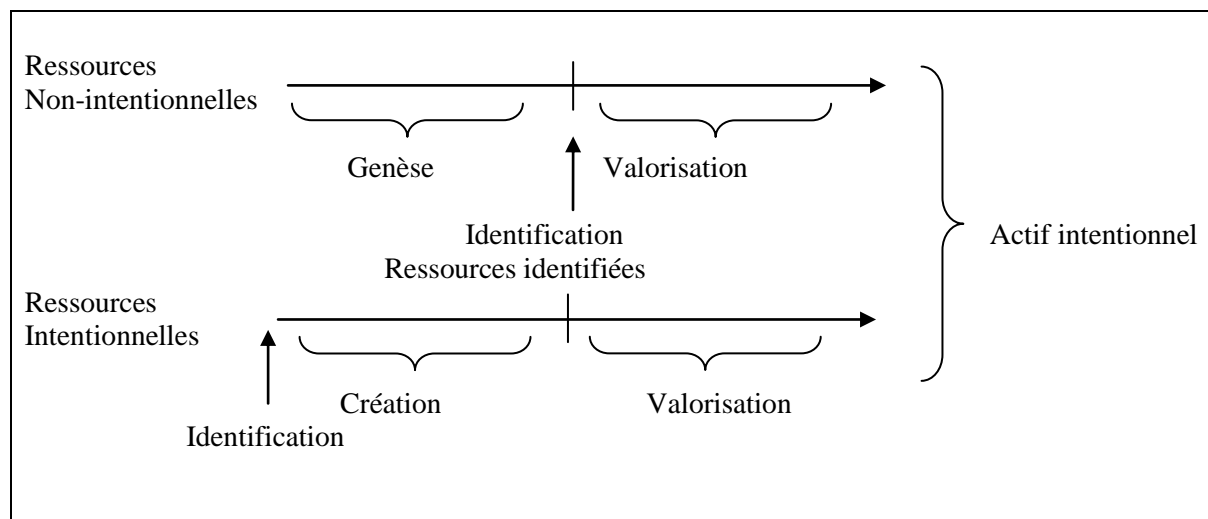 Ressources
Non-intentionnelles
Genèse
Valorisation
Identification
Ressources identifiées
Actif intentionnel
Ressources
Intentionnelles
Création
Valorisation
Identification